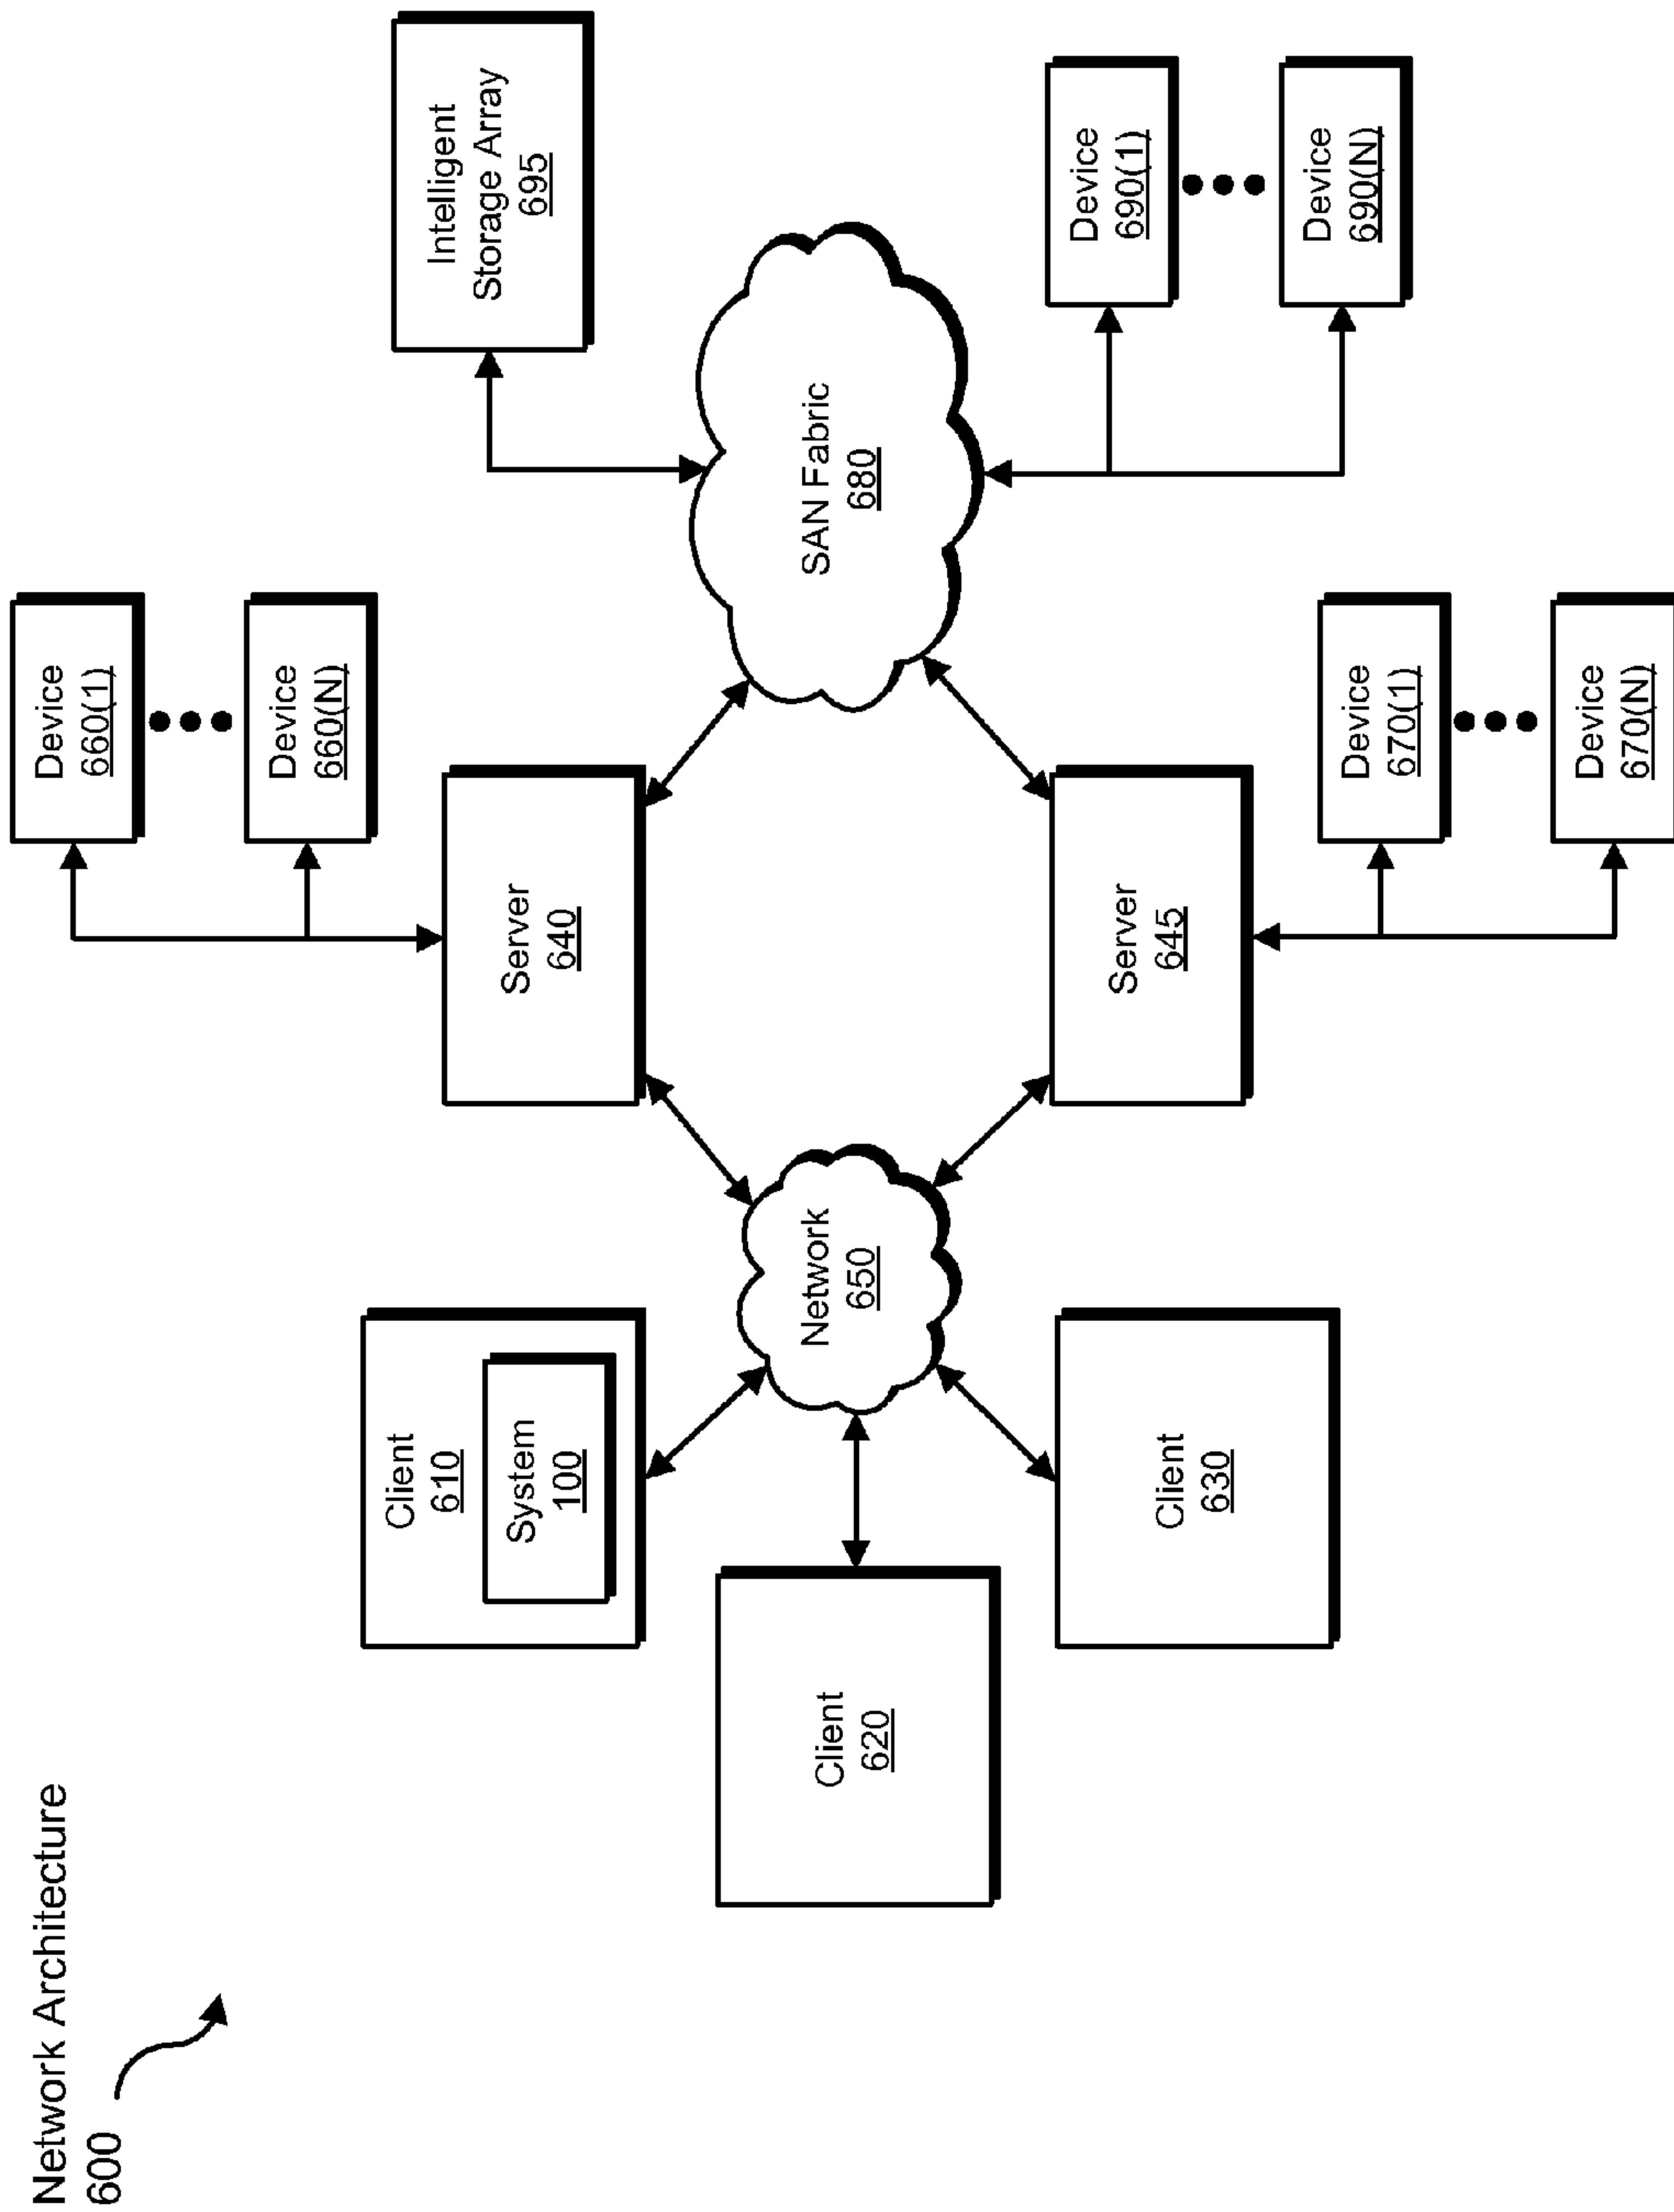 Network Architecture
600
Client
610
System
100
Client
620
Client
630
Network
650
Server
640
Server
645
Device
660(1)
Device
660(N)
Device
670(1)
Device
670(N)
SAN Fabric
680
Intelligent
Storage Array
695
Device
690(1)
Device
690(N)